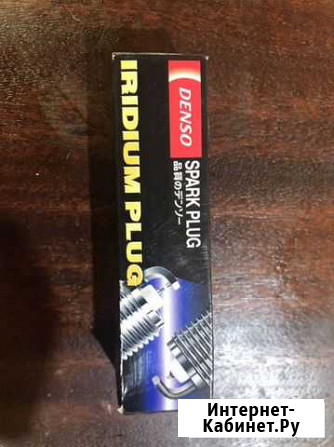 DENSO
SPARK PLUG
品質のデンソー
IRIDIUM PLUG
Интернет-
Кабинет.Ру